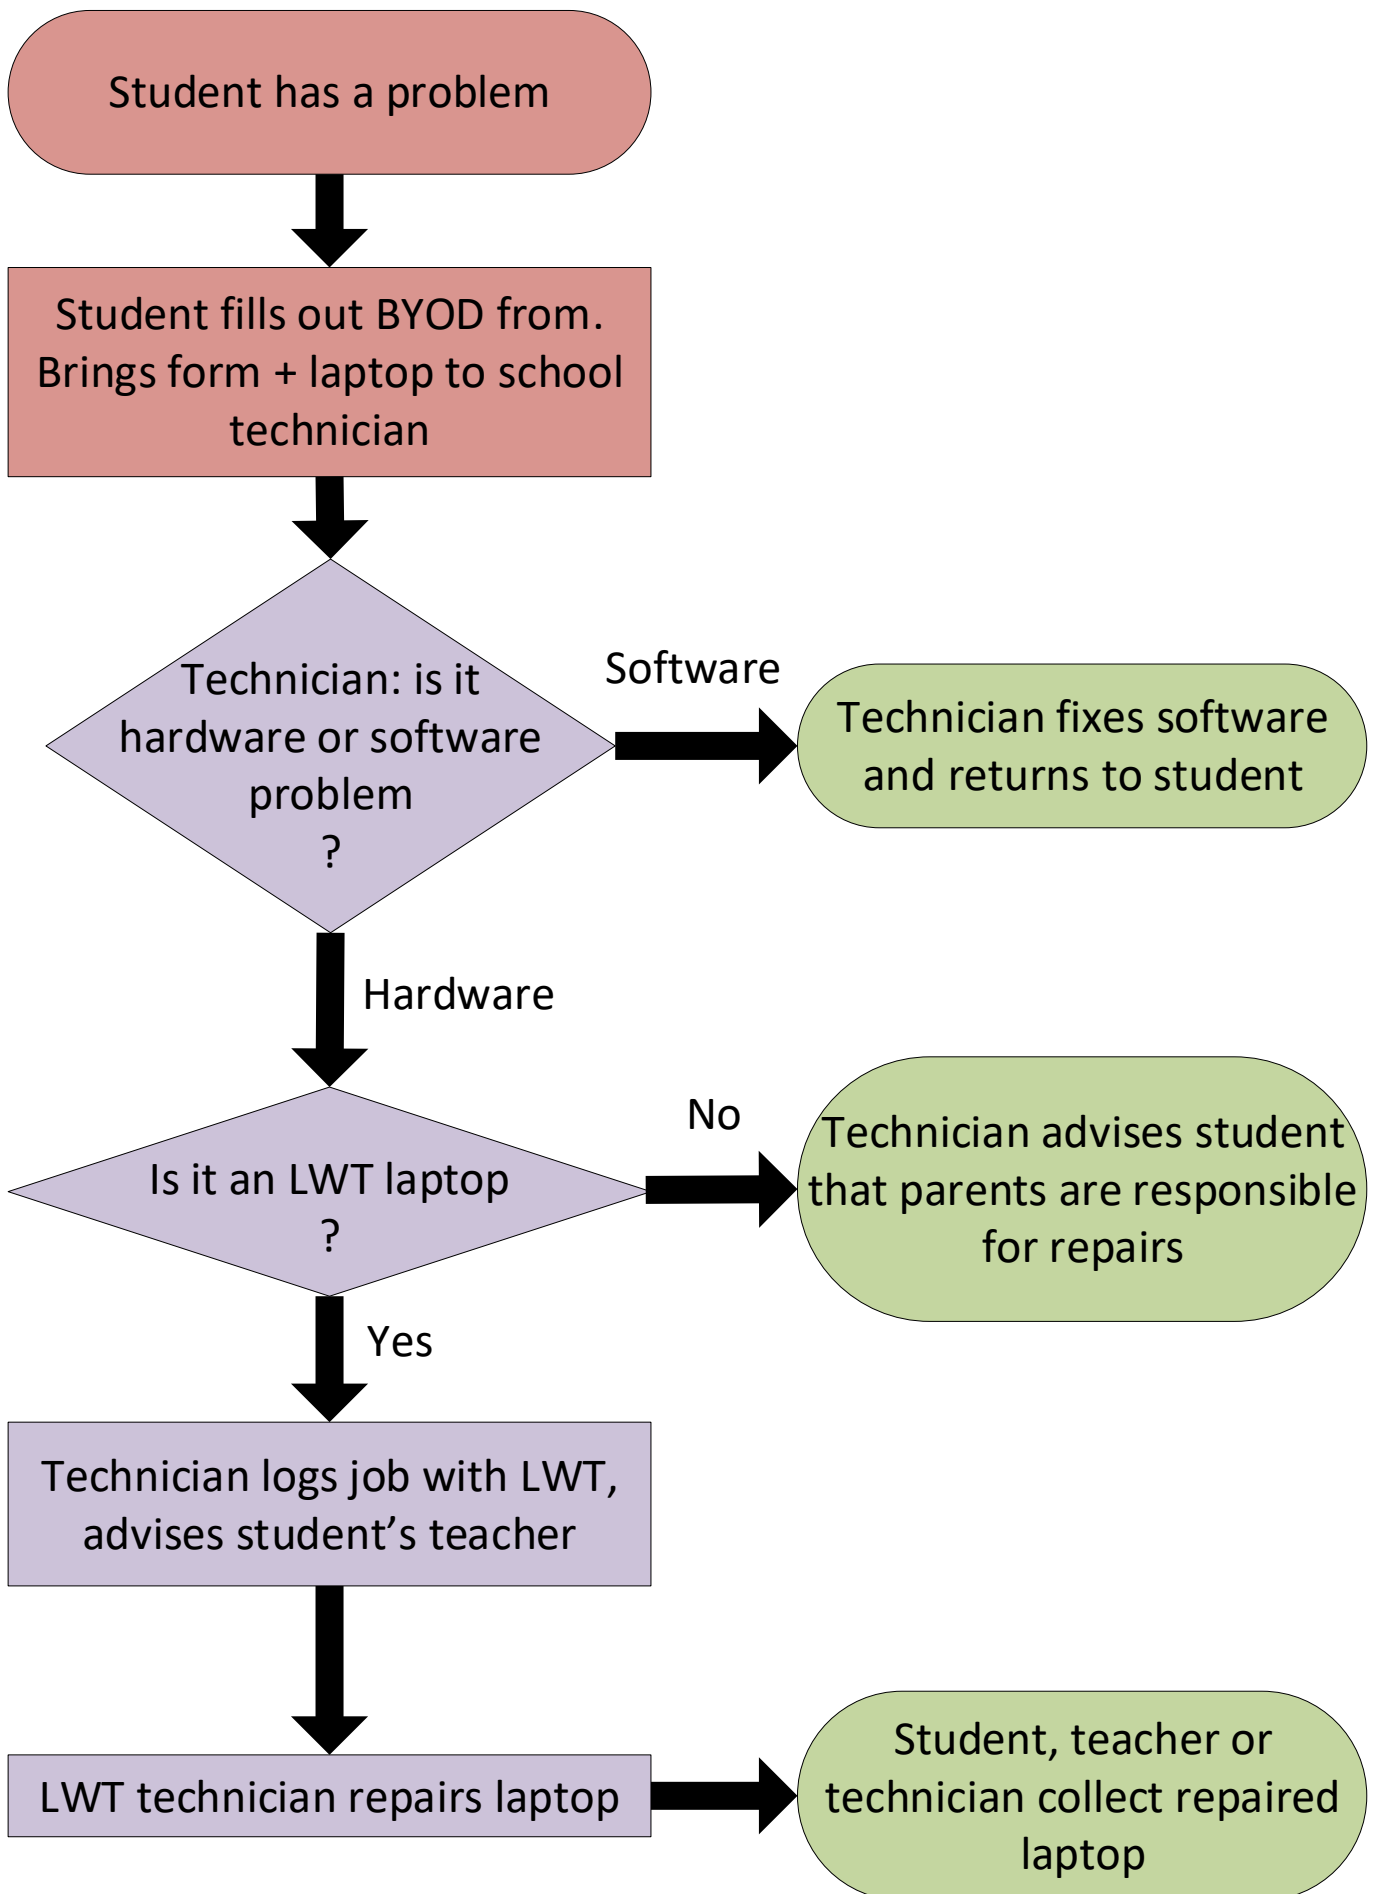 Student has a problem
Student fills out BYOD from.
Brings form + laptop to school
technician
Technician: is it
hardware or software
problem
?
Software
Technician fixes software
and returns to student
Hardware
Is it an LWT laptop
?
No
Technician advises student
that parents are responsible
for repairs
Yes
Technician logs job with LWT,
advises student’s teacher
LWT technician repairs laptop
Student, teacher or
technician collect repaired
laptop